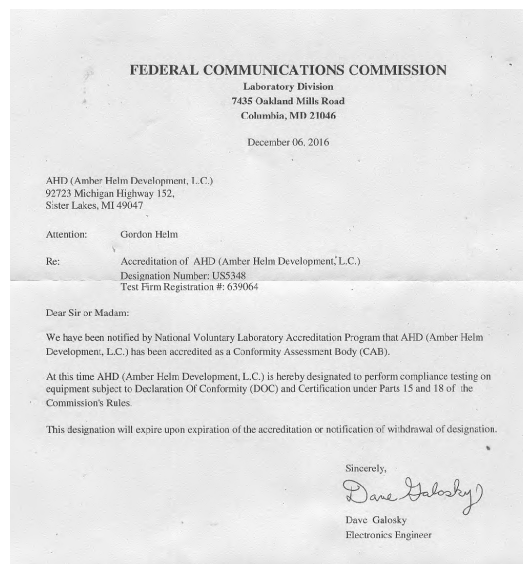 FEDERAL COMMUNICATIONS COMMISSION
Laboratory Division
7435 Oakland Mills Road
Columbia, MD 21046
December 06, 2016
AHD (Amber Helm Development, L.C.)
92723 Michigan Highway 152,
Sister Lakes, MI 49047
Attention: Gordon Helm
Re: Accreditation of AHD (Amber Helm Development, L.C.)
Designation Number: US5348
Test Firm Registration #: 639064
Dear Sir or Madam:
We have been notified by National Voluntary Laboratory Accreditation Program that AHD (Amber Helm
Development, L.C.) has been accredited as a Conformity Assessment Body (CAB).
At this time AHD (Amber Helm Development, L.C.) is hereby designated to perform compliance testing on
equipment subject to Declaration Of Conformity (DOC) and Certification under Parts 15 and 18 of the
Commission's Rules.
This designation will expire upon expiration of the accreditation or notification of withdrawal of designation.
Sincerely,
Dave Galosky
Dave Galosky
Electronics Engineer